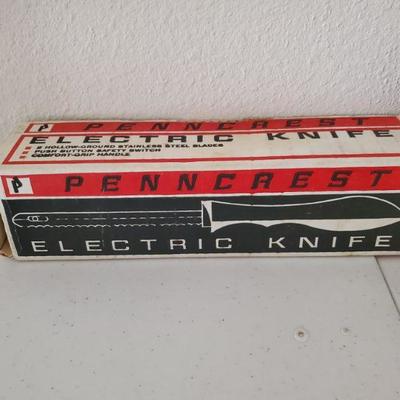 P PENNCREST
ELECTRIC KNIFE
2 HOLLOW-GROUND STAINLESS STEEL BLADES
PUSH BUTTON SAFETY SWITCH
COMFORT-GRIP HANDLE
P PENNCREST
ELECTRIC KNIFE